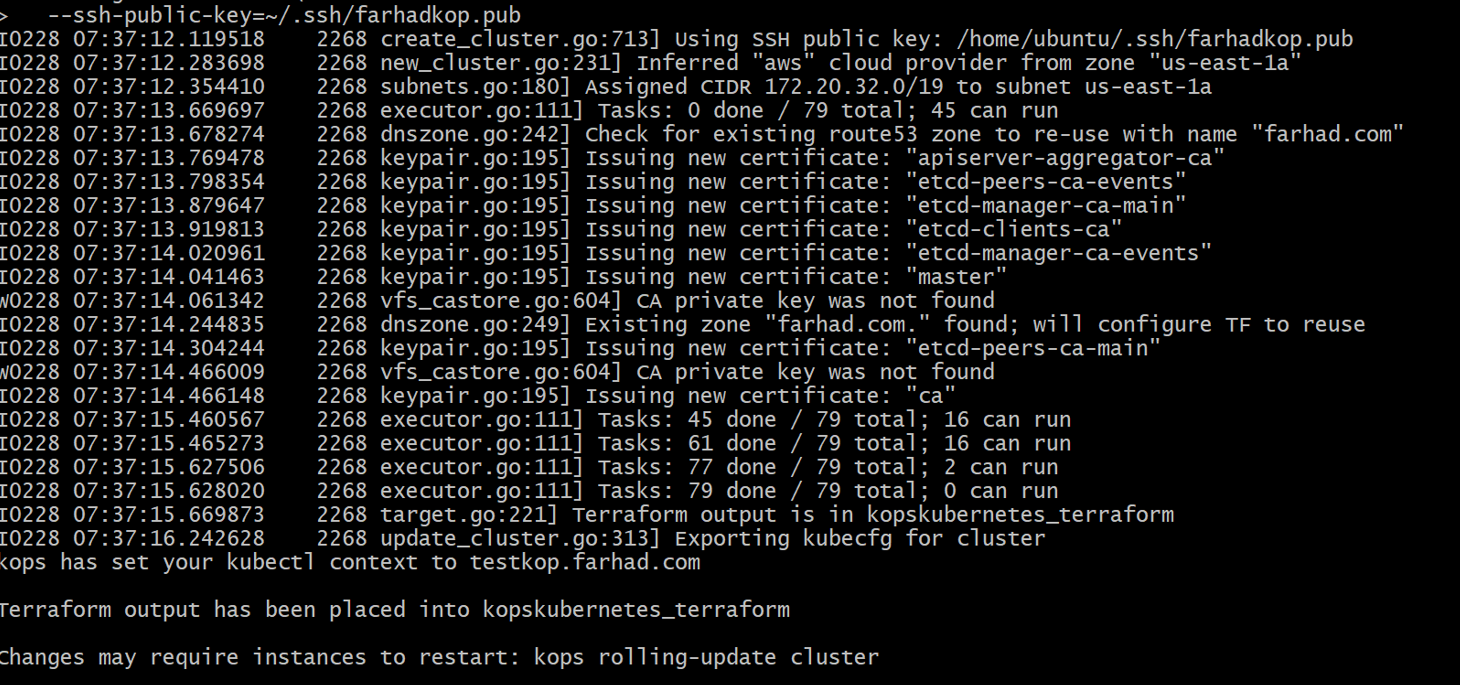 >   --ssh-public-key=~/.ssh/farhadkop.pub
I0228 07:37:12.119518    2268 create_cluster.go:713] Using SSH public key: /home/ubuntu/.ssh/farhadkop.pub
I0228 07:37:12.283698    2268 new_cluster.go:231] Inferred "aws" cloud provider from zone "us-east-1a"
I0228 07:37:12.354410    2268 subnets.go:180] Assigned CIDR 172.20.32.0/19 to subnet us-east-1a
I0228 07:37:13.669697    2268 executor.go:111] Tasks: 0 done / 79 total; 45 can run
I0228 07:37:13.678274    2268 dnszone.go:242] Check for existing route53 zone to re-use with name "farhad.com"
I0228 07:37:13.769478    2268 keypair.go:195] Issuing new certificate: "apiserver-aggregator-ca"
I0228 07:37:13.798354    2268 keypair.go:195] Issuing new certificate: "etcd-peers-ca-events"
I0228 07:37:13.879647    2268 keypair.go:195] Issuing new certificate: "etcd-manager-ca-main"
I0228 07:37:13.919813    2268 keypair.go:195] Issuing new certificate: "etcd-clients-ca"
I0228 07:37:14.020961    2268 keypair.go:195] Issuing new certificate: "etcd-manager-ca-events"
I0228 07:37:14.041463    2268 keypair.go:195] Issuing new certificate: "master"
W0228 07:37:14.061342    2268 vfs_castore.go:604] CA private key was not found
I0228 07:37:14.244835    2268 dnszone.go:249] Existing zone "farhad.com." found; will configure TF to reuse
I0228 07:37:14.304244    2268 keypair.go:195] Issuing new certificate: "etcd-peers-ca-main"
W0228 07:37:14.466009    2268 vfs_castore.go:604] CA private key was not found
I0228 07:37:14.466148    2268 keypair.go:195] Issuing new certificate: "ca"
I0228 07:37:15.460567    2268 executor.go:111] Tasks: 45 done / 79 total; 16 can run
I0228 07:37:15.465273    2268 executor.go:111] Tasks: 61 done / 79 total; 16 can run
I0228 07:37:15.627506    2268 executor.go:111] Tasks: 77 done / 79 total; 2 can run
I0228 07:37:15.628020    2268 executor.go:111] Tasks: 79 done / 79 total; 0 can run
I0228 07:37:15.669873    2268 target.go:221] Terraform output is in kopskubernetes_terraform
I0228 07:37:16.242628    2268 update_cluster.go:313] Exporting kubecfg for cluster
kops has set your kubectl context to testkop.farhad.com
Terraform output has been placed into kopskubernetes_terraform
Changes may require instances to restart: kops rolling-update cluster